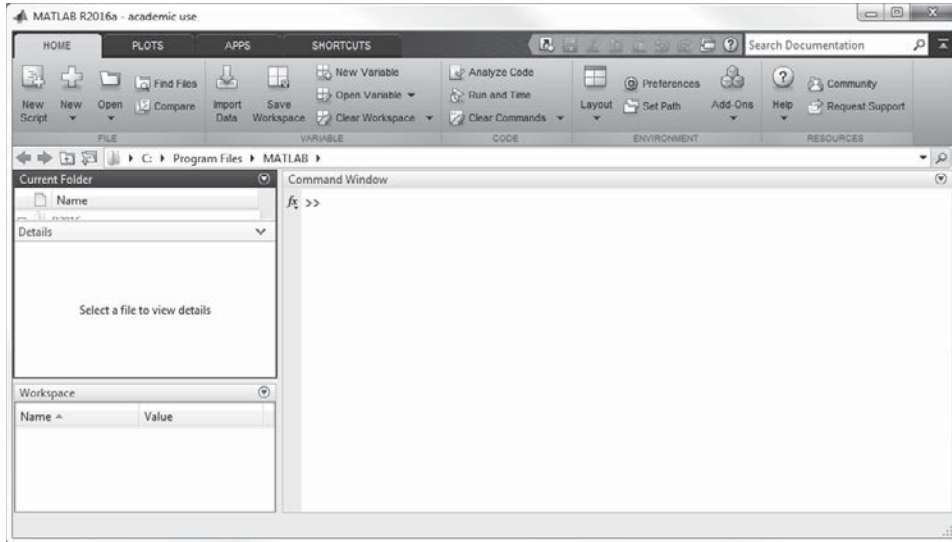 MATLAB R2016a - academic use
HOME PLOTS APPS SHORTCUTS
Search Documentation
New Script
New
Open
Find Files
Compare
FILE
Import Data
Save Workspace
New Variable
Open Variable
Clear Workspace
VARIABLE
Analyze Code
Run and Time
Clear Commands
CODE
Layout
Preferences
Set Path
Add-Ons
ENVIRONMENT
Help
Community
Request Support
RESOURCES
C: Program Files MATLAB
Current Folder
Name
Details
Select a file to view details
Workspace
Name Value
Command Window
fx >>